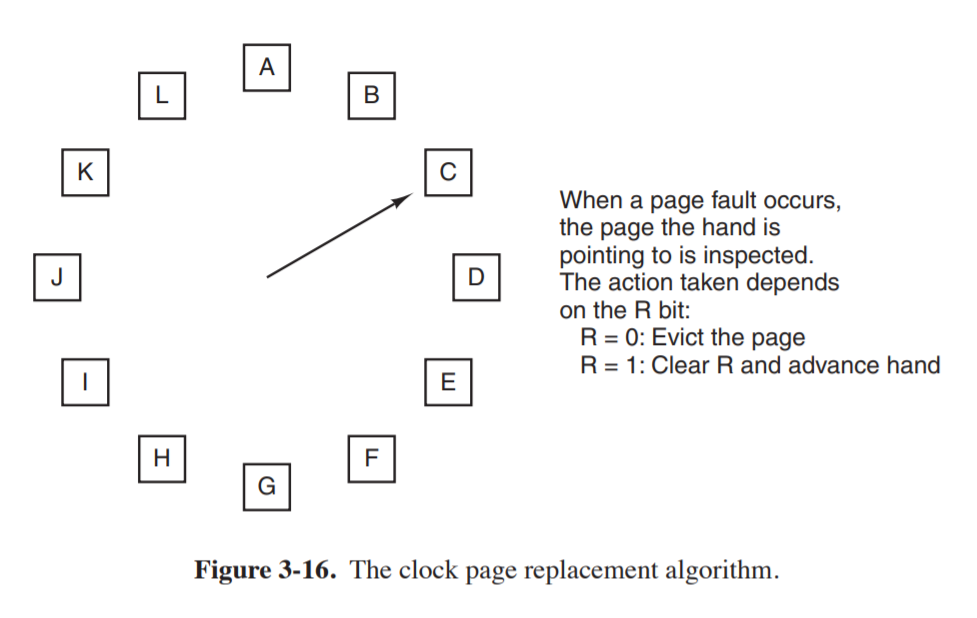 A
L
B
K
C
When a page fault occurs,
the page the hand is
pointing to is inspected.
The action taken depends
on the R bit:
R = 0: Evict the page
R = 1: Clear R and advance hand
J
D
I
E
H
F
G
Figure 3-16. The clock page replacement algorithm.